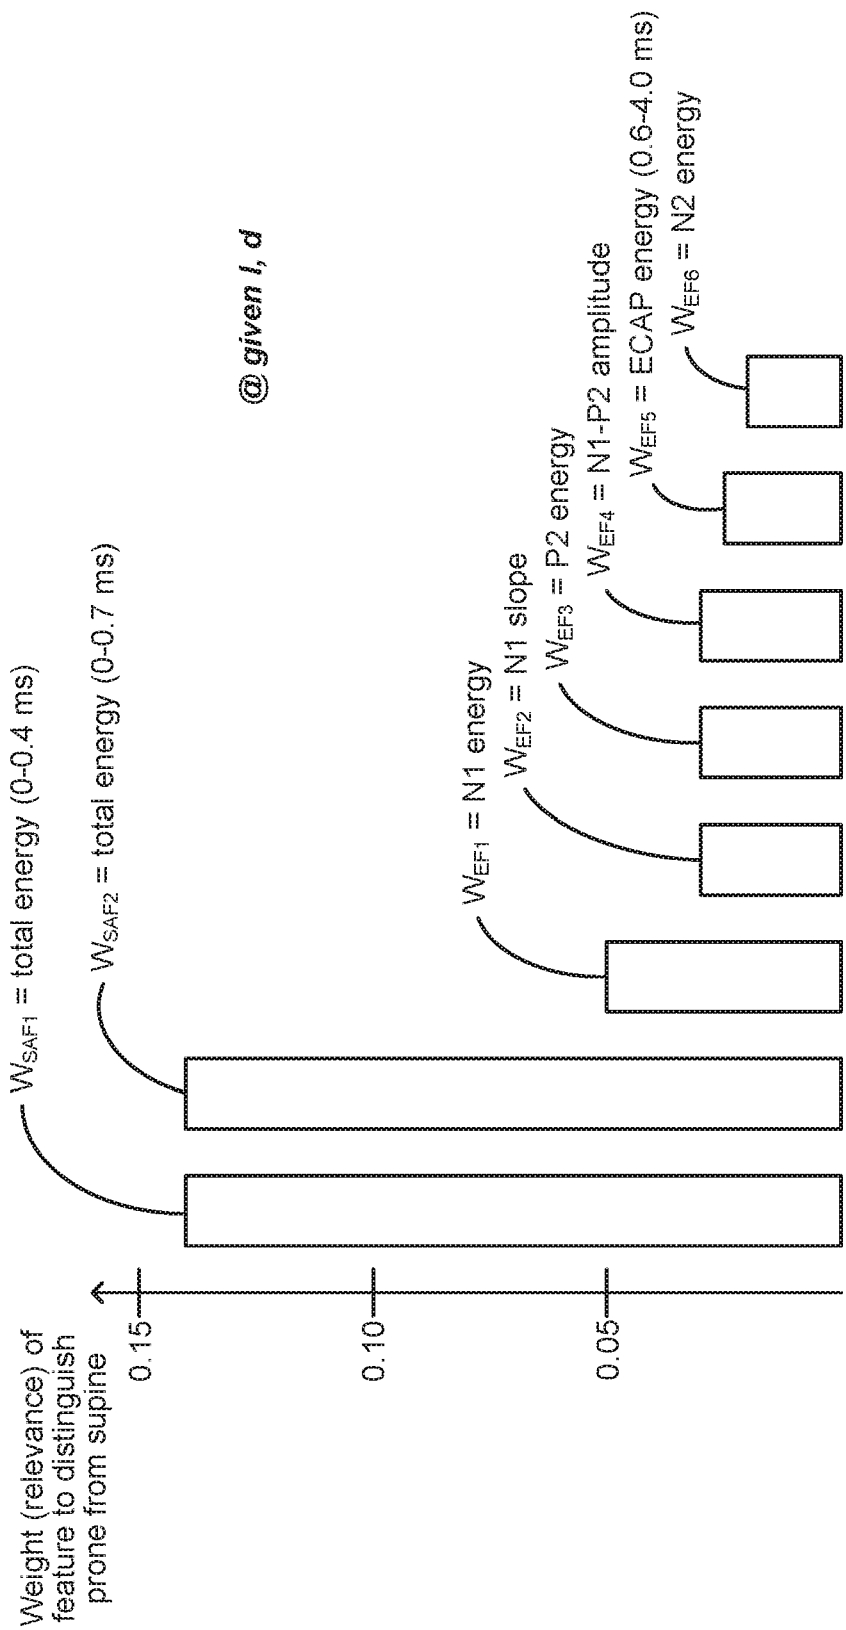 Weight (relevance) of
feature to distinguish
prone from supine
0.15
0.10
0.05
W_SAF1 = total energy (0-0.4 ms)
W_SAF2 = total energy (0-0.7 ms)
W_EF1 = N1 energy
W_EF2 = N1 slope
W_EF3 = P2 energy
W_EF4 = N1-P2 amplitude
W_EF5 = ECAP energy (0.6-4.0 ms)
W_EF6 = N2 energy
@ given I, d